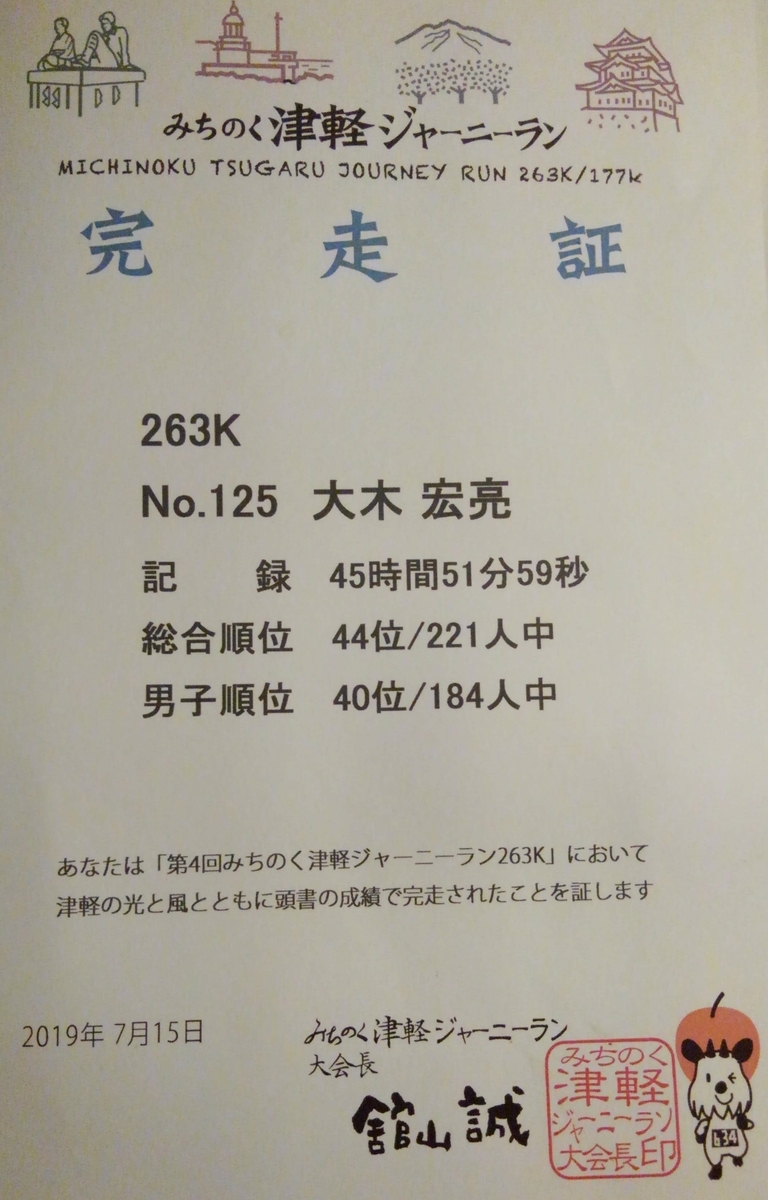 みちのく津軽ジャーニーラン
MICHINOKU TSUGARU JOURNEY RUN 263K/177k
完走証
263K
No.125 大木 宏亮
記 録 45時間51分59秒
総合順位 44位/221人中
男子順位 40位/184人中
あなたは「第4回みちのく津軽ジャーニーラン263K」において
津軽の光と風とともに頭書の成績で完走されたことを証します
2019年 7月15日
みちのく津軽ジャーニーラン
大会長
舘山 誠
みちのく
津軽
ジャーニーラン
大会長印
634